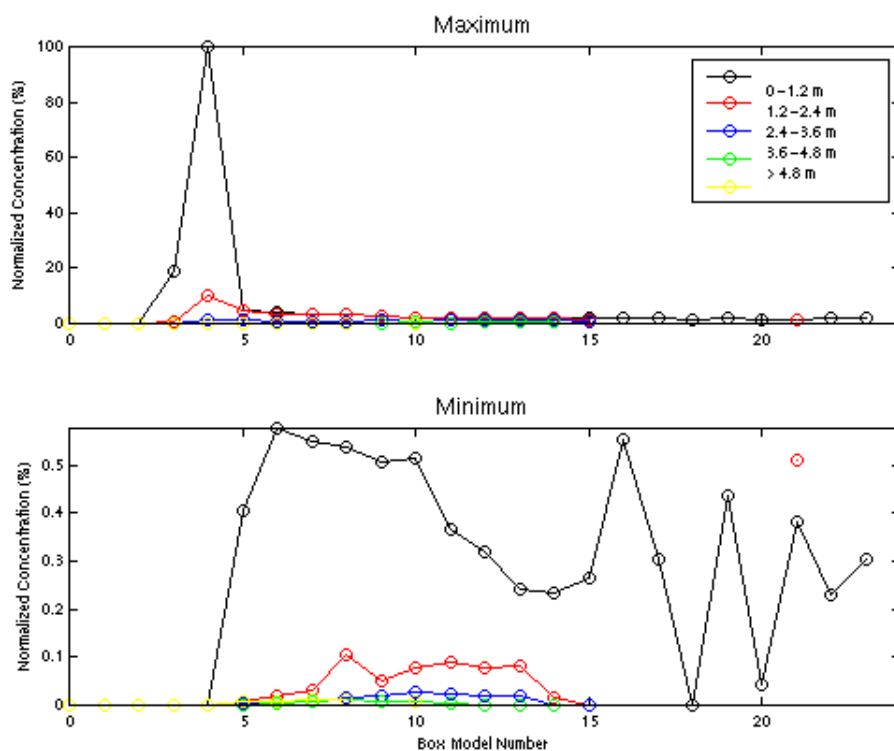 Maximum
Normalized Concentration (%)
100
80
60
40
20
0
0 5 10 15 20
0-1.2 m
1.2-2.4 m
2.4-3.6 m
3.6-4.8 m
> 4.8 m
Minimum
Normalized Concentration (%)
0.5
0.4
0.3
0.2
0.1
0
0 5 10 15 20
Box Model Number